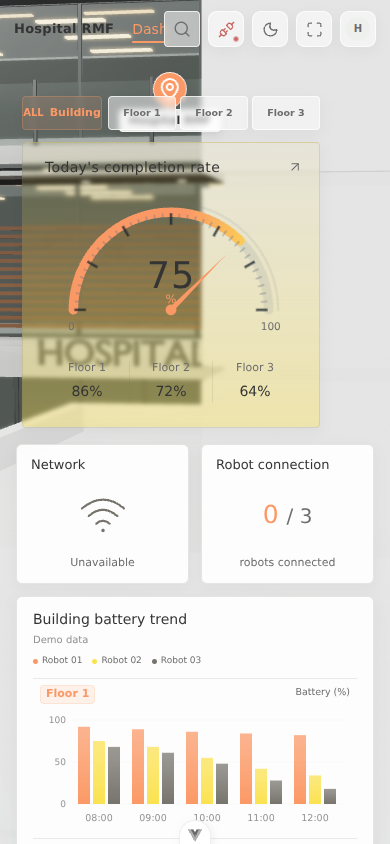 Hospital RMF Dash
H
ALL Building Floor 1 Floor 2 Floor 3
Today's completion rate
75
%
0 100
HOSPITAL
Floor 1 Floor 2 Floor 3
86% 72% 64%
Network
Unavailable
Robot connection
0 / 3
robots connected
Building battery trend
Demo data
Robot 01 Robot 02 Robot 03
Floor 1
Battery (%)
100
50
0
08:00 09:00 10:00 11:00 12:00